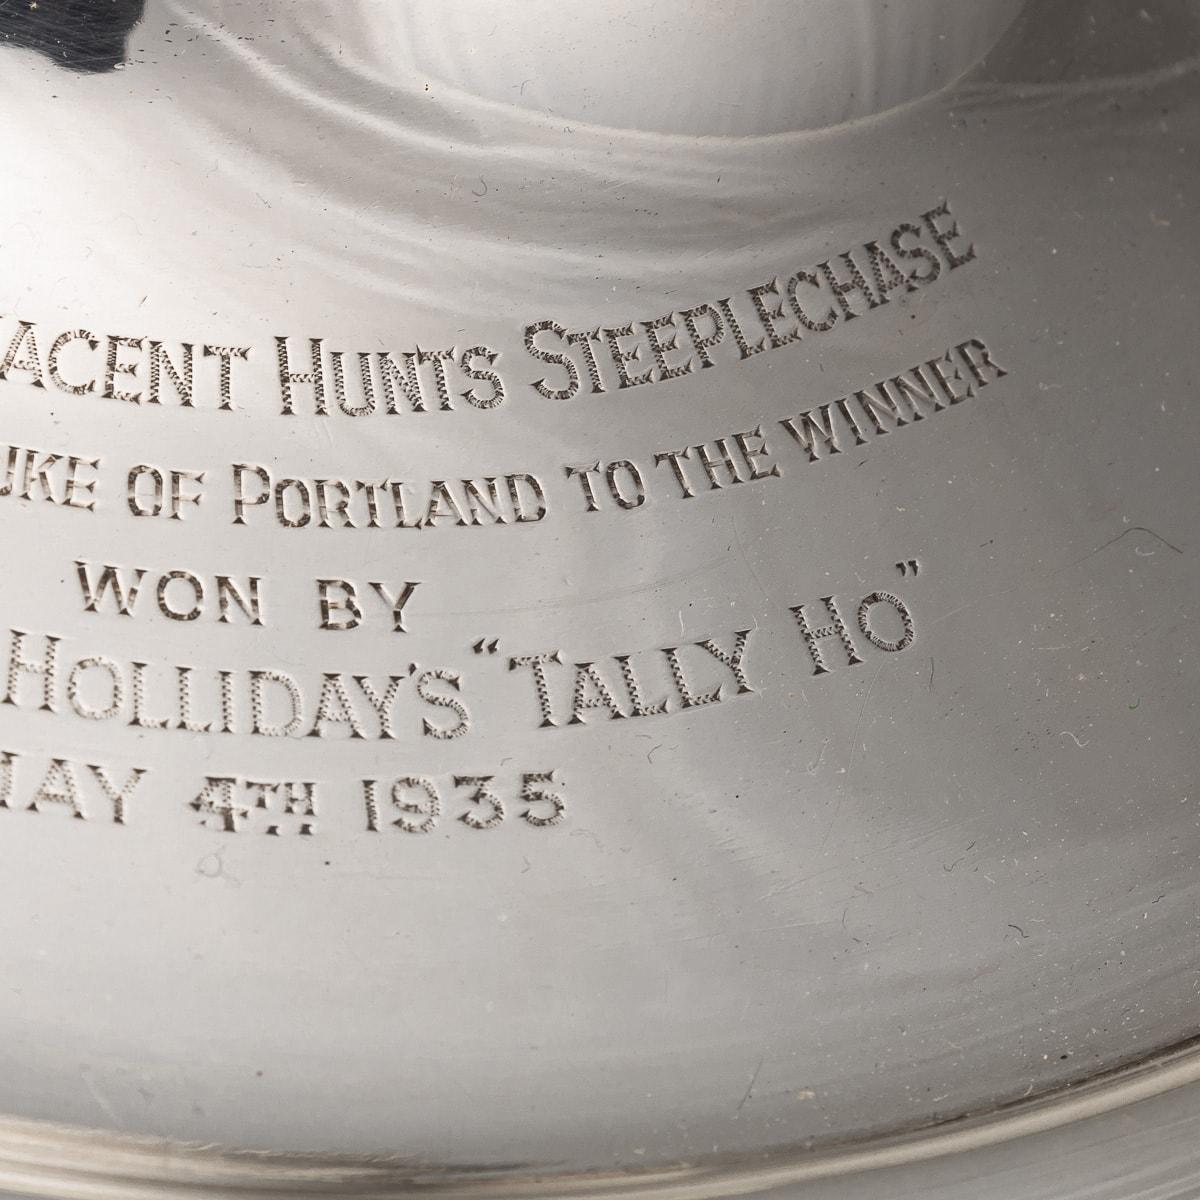 ACENT HUNTS STEEPLECHASE
UKE OF PORTLAND TO THE WINNER
WON BY
HOLLIDAY'S "TALLY HO"
AY 4TH 1935